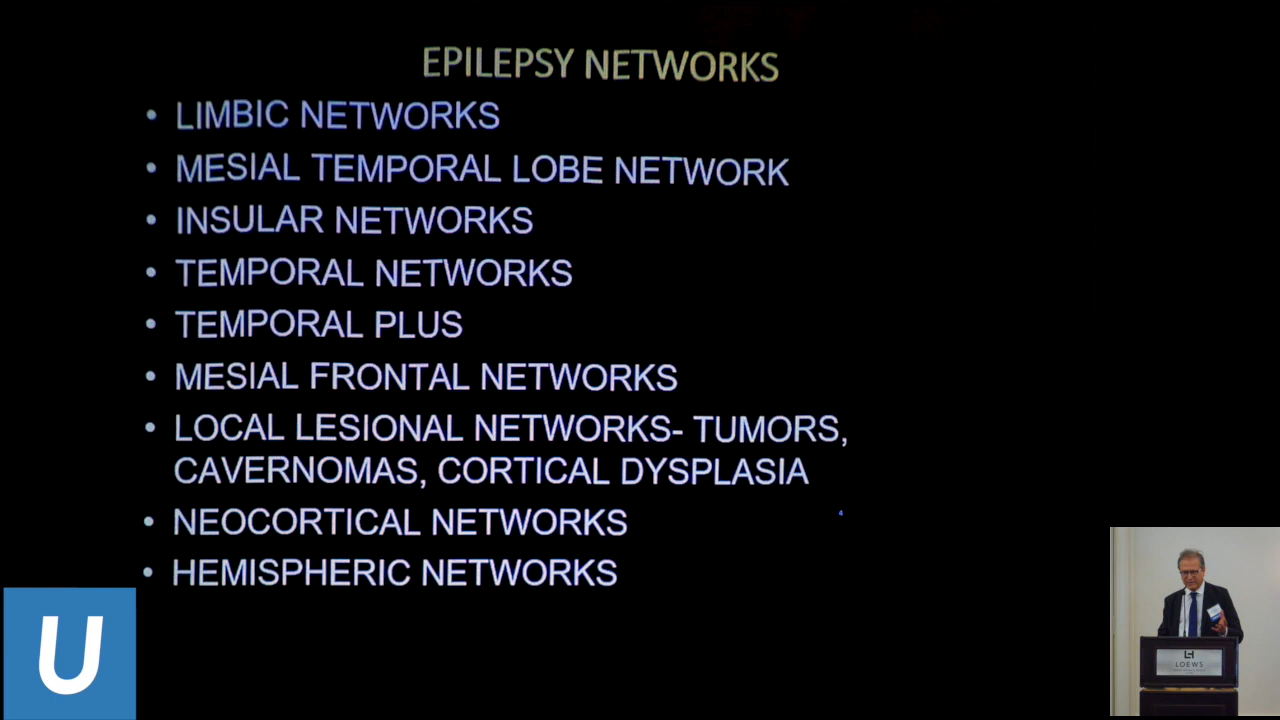 EPILEPSY NETWORKS
• LIMBIC NETWORKS
• MESIAL TEMPORAL LOBE NETWORK
• INSULAR NETWORKS
• TEMPORAL NETWORKS
• TEMPORAL PLUS
• MESIAL FRONTAL NETWORKS
• LOCAL LESIONAL NETWORKS- TUMORS,
CAVERNOMAS, CORTICAL DYSPLASIA
• NEOCORTICAL NETWORKS
4
• HEMISPHERIC NETWORKS
U
LOEWS